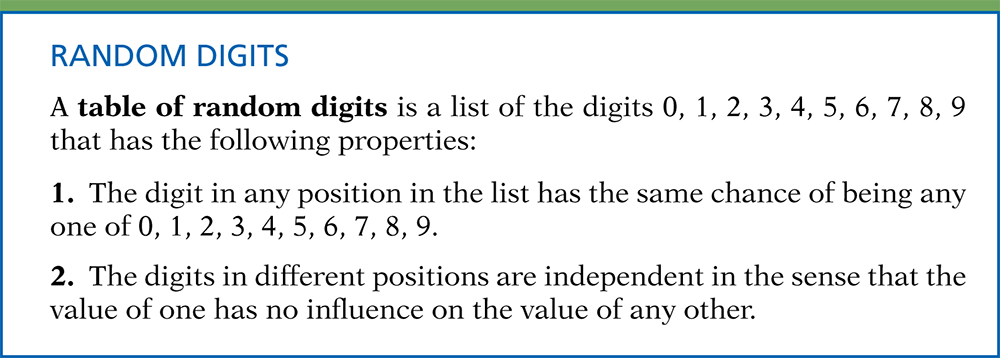 RANDOM DIGITS
A table of random digits is a list of the digits 0, 1, 2, 3, 4, 5, 6, 7, 8, 9
that has the following properties:
1. The digit in any position in the list has the same chance of being any
one of 0, 1, 2, 3, 4, 5, 6, 7, 8, 9.
2. The digits in different positions are independent in the sense that the
value of one has no influence on the value of any other.